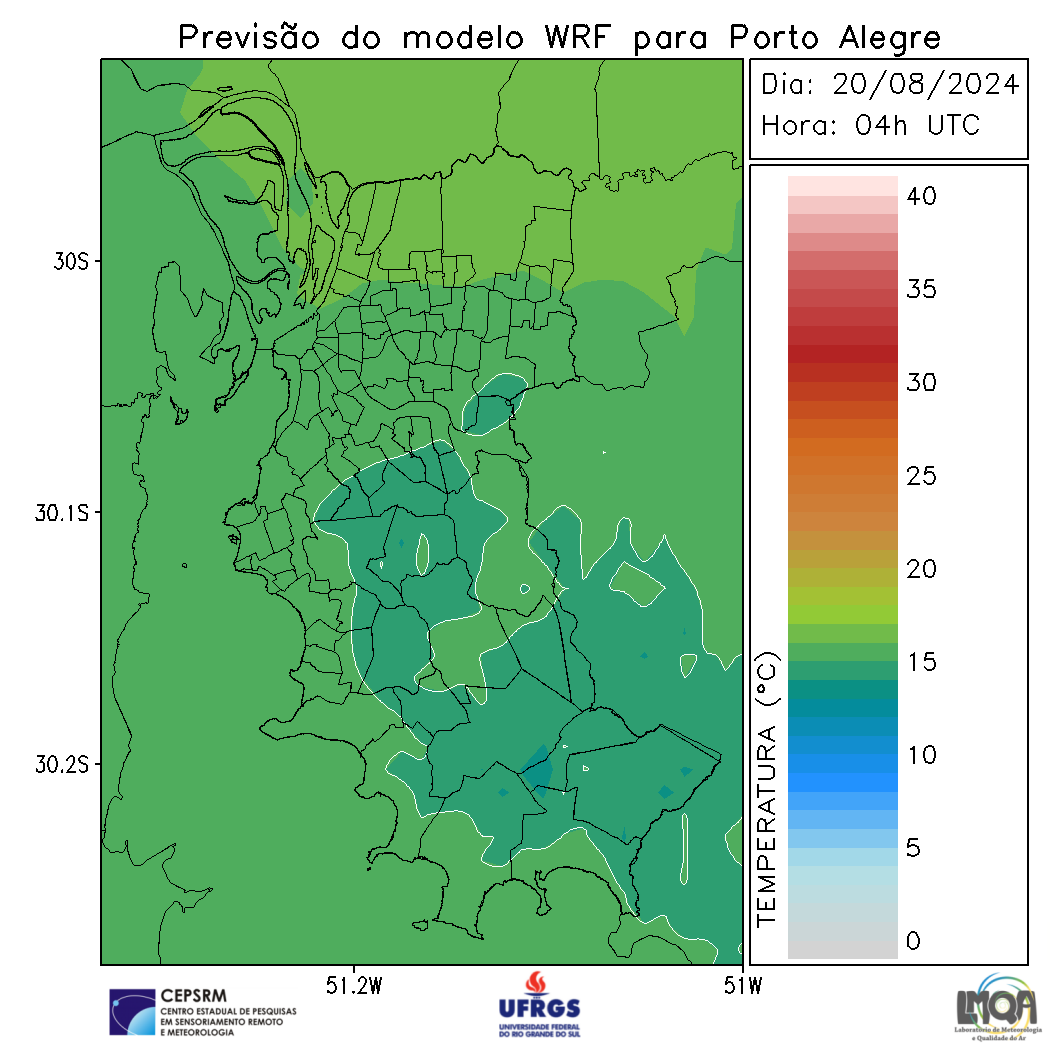 Previsão do modelo WRF para Porto Alegre
Dia: 20/08/2024
Hora: 04h UTC
30S
30.1S
30.2S
51.2W
51W
TEMPERATURA (°C)
40
35
30
25
20
15
10
5
0
CEPSRM
CENTRO ESTADUAL DE PESQUISAS
EM SENSORIAMENTO REMOTO
E METEOROLOGIA
UFRGS
UNIVERSIDADE FEDERAL
DO RIO GRANDE DO SUL
LMQA
Laboratório de Meteorologia
e Qualidade do Ar